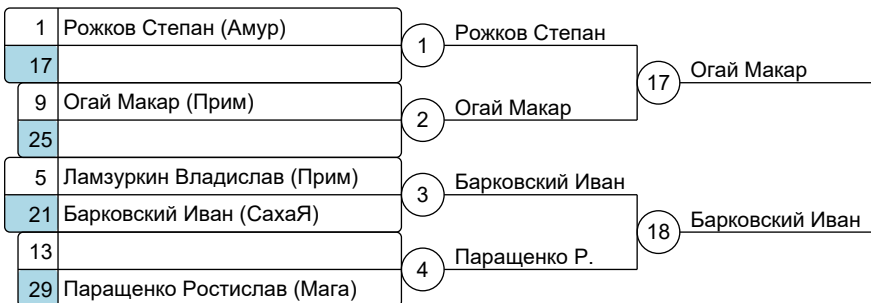 1 Рожков Степан (Амур)
17
9 Огай Макар (Прим)
25
5 Ламзуркин Владислав (Прим)
21 Барковский Иван (СахаЯ)
13
29 Паращенко Ростислав (Мага)
1 Рожков Степан
2 Огай Макар
3 Барковский Иван
4 Паращенко Р.
17 Огай Макар
18 Барковский Иван